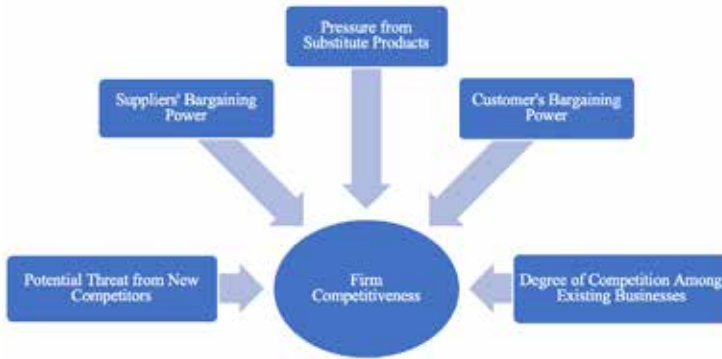 Pressure from
Substitute Products
Suppliers' Bargaining
Power
Customer's Bargaining
Power
Potential Threat from New
Competitors
Firm
Competitiveness
Degree of Competition Among
Existing Businesses